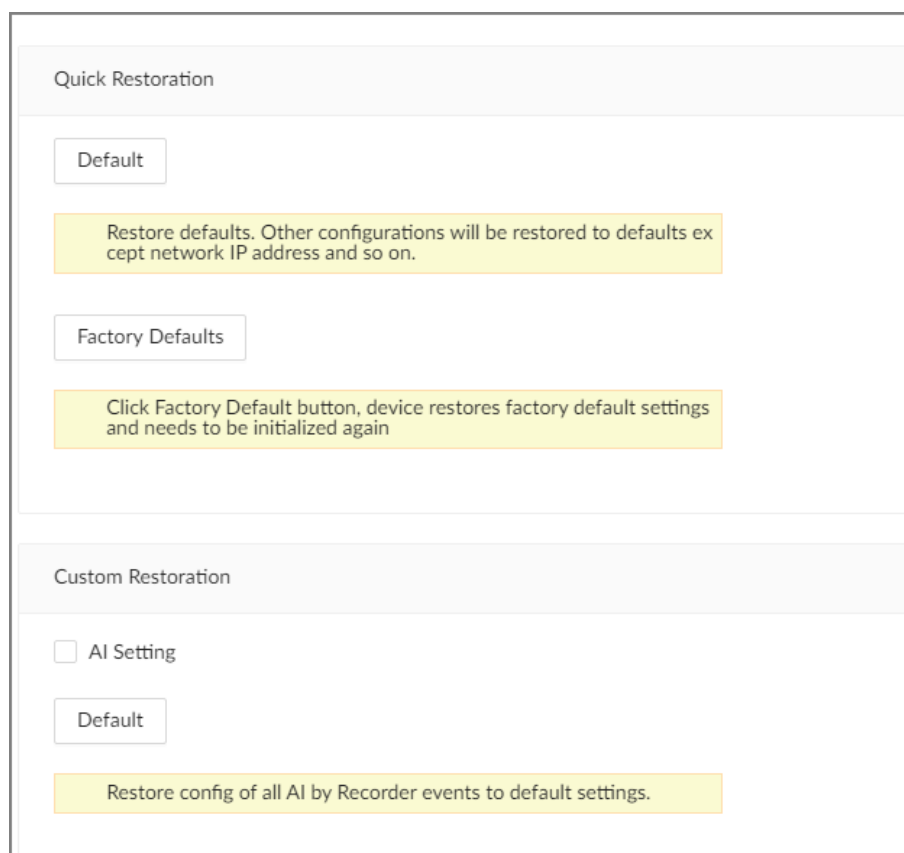 Quick Restoration
Default
Restore defaults. Other configurations will be restored to defaults ex
cept network IP address and so on.
Factory Defaults
Click Factory Default button, device restores factory default settings
and needs to be initialized again
Custom Restoration
AI Setting
Default
Restore config of all AI by Recorder events to default settings.